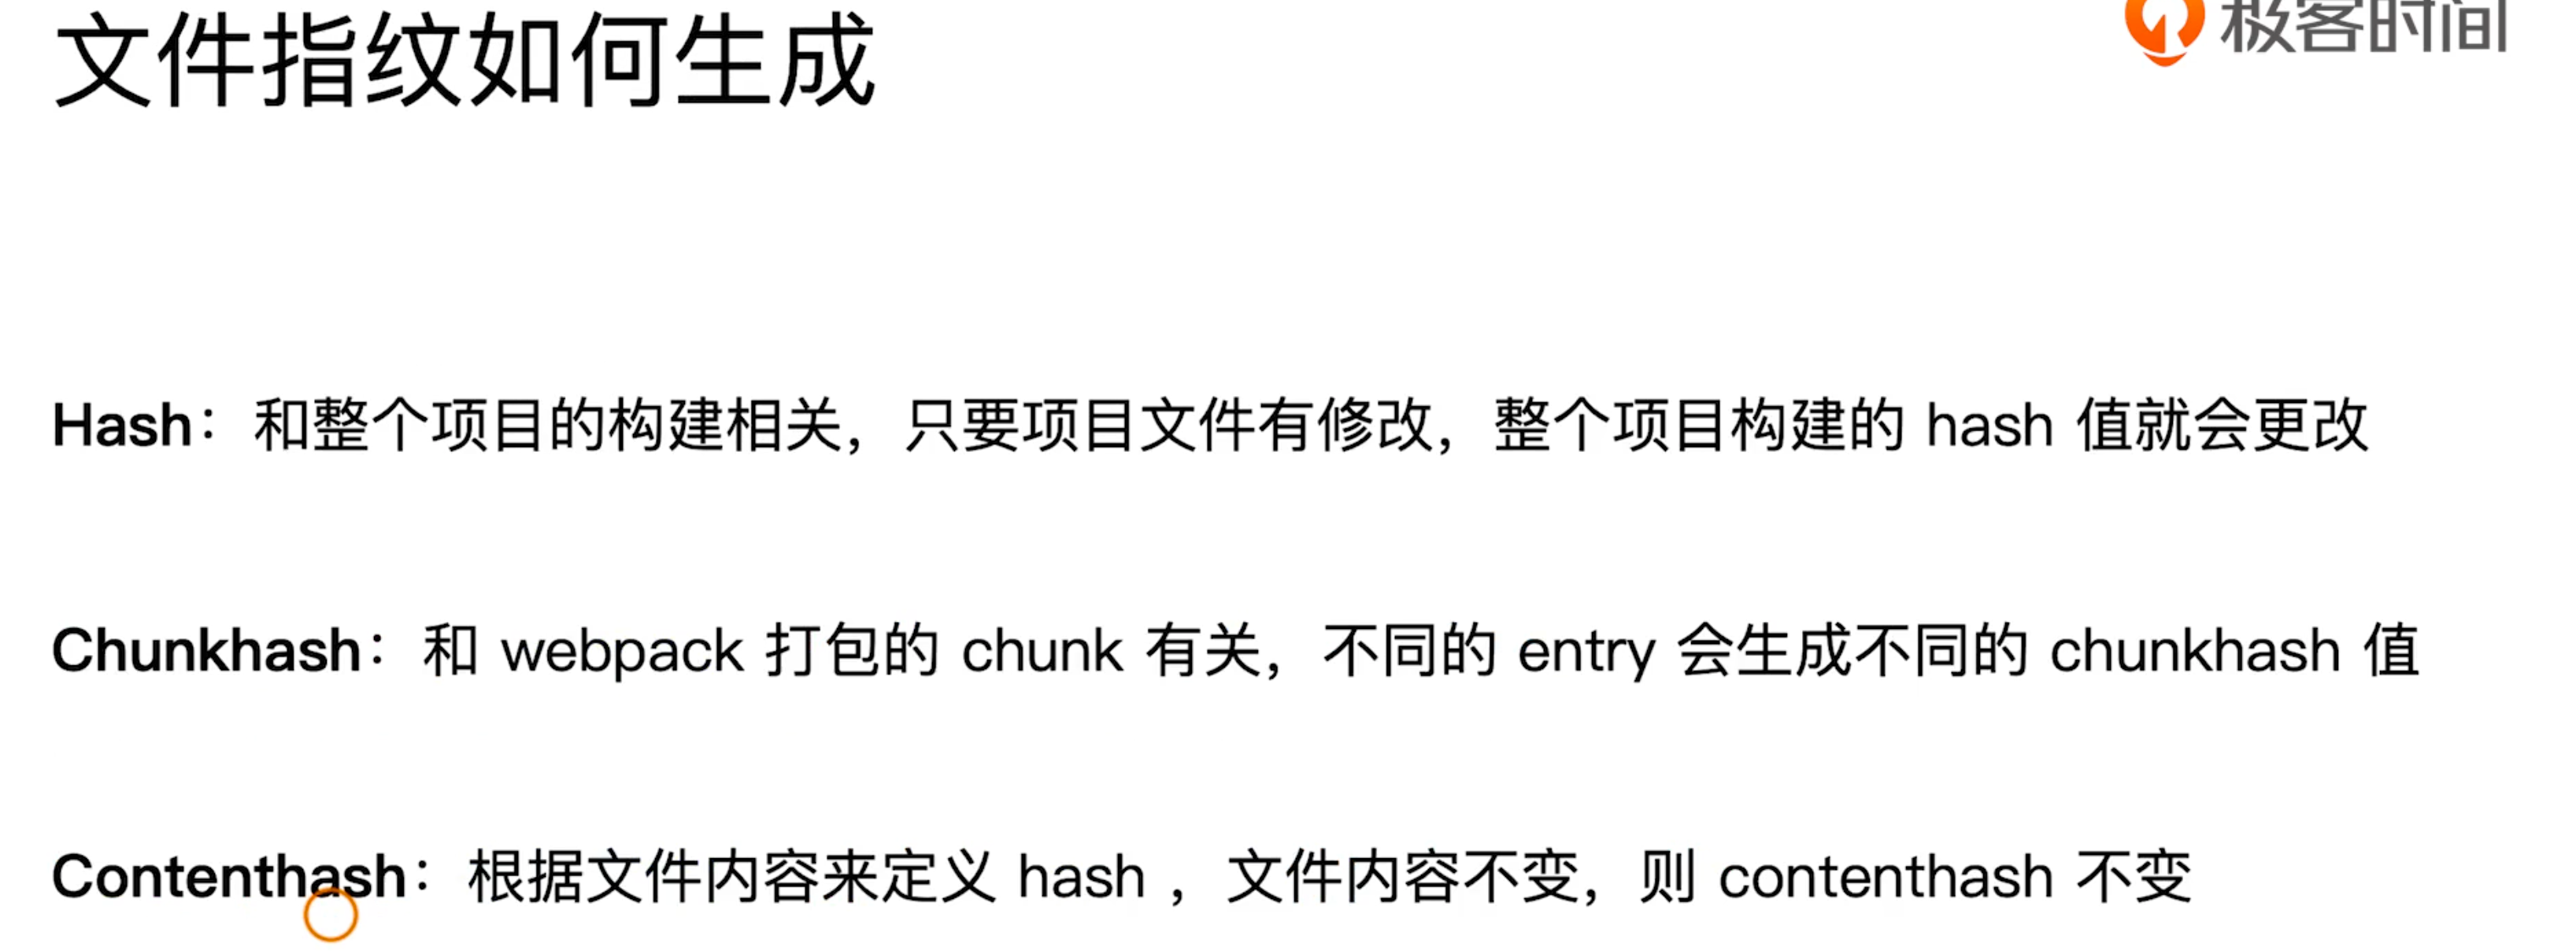 文件指纹如何生成
极客时间
Hash：和整个项目的构建相关，只要项目文件有修改，整个项目构建的 hash 值就会更改
Chunkhash：和 webpack 打包的 chunk 有关，不同的 entry 会生成不同的 chunkhash 值
Contenthash：根据文件内容来定义 hash ，文件内容不变，则 contenthash 不变